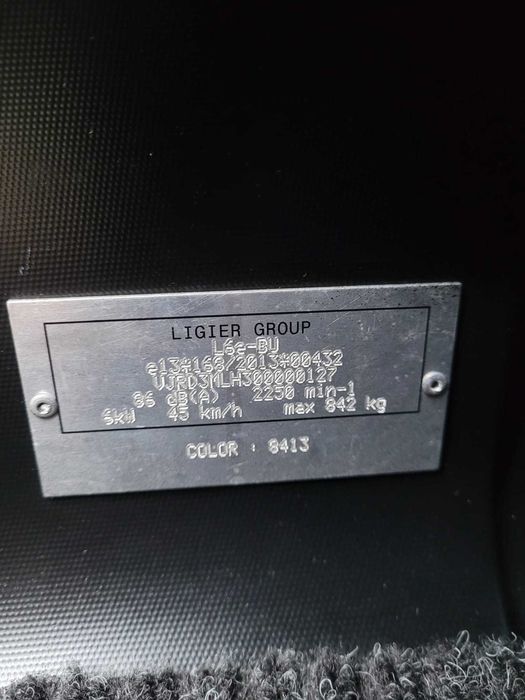 LIGIER GROUP
L6e-BU
e13*168/2013*00432
VJRD3MLH300000127
86 dB(A) 2250 min-1
6kW 45 km/h max 842 kg
COLOR : 8413